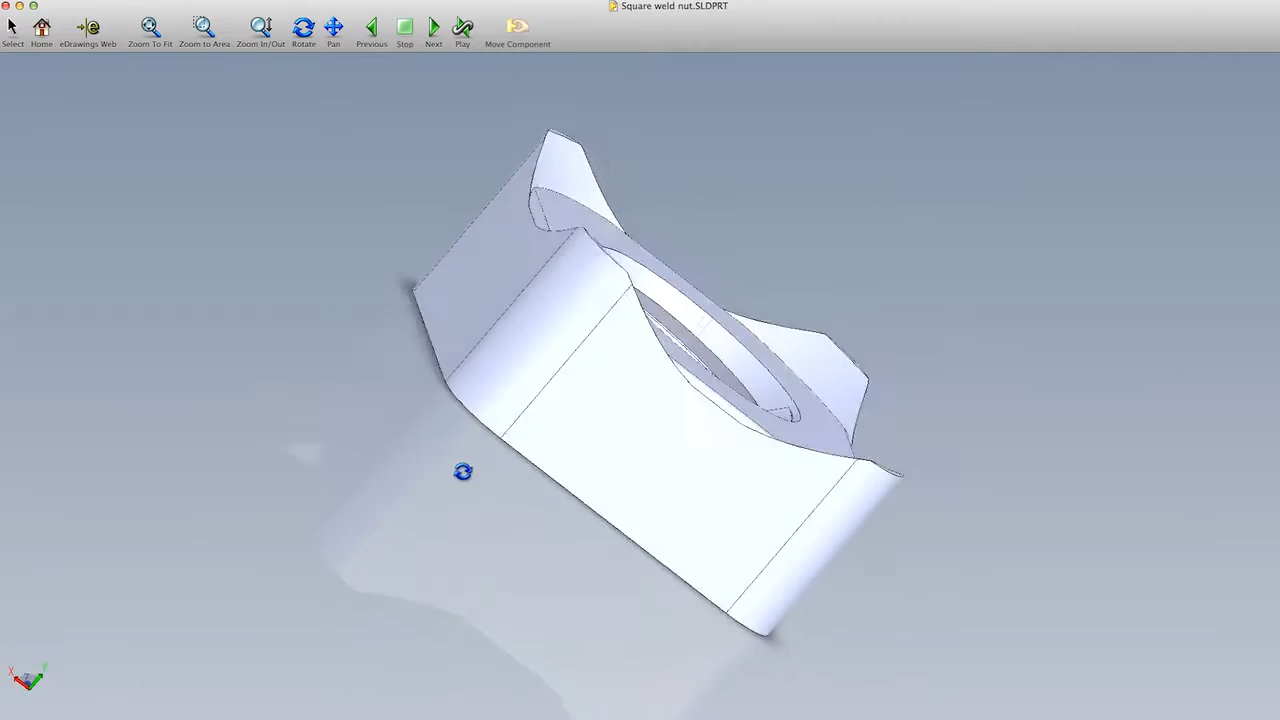 Square weld nut.SLDPRT
Select Home eDrawings Web Zoom To Fit Zoom to Area Zoom In/Out Rotate Pan Previous Stop Next Play Move Component
X Y